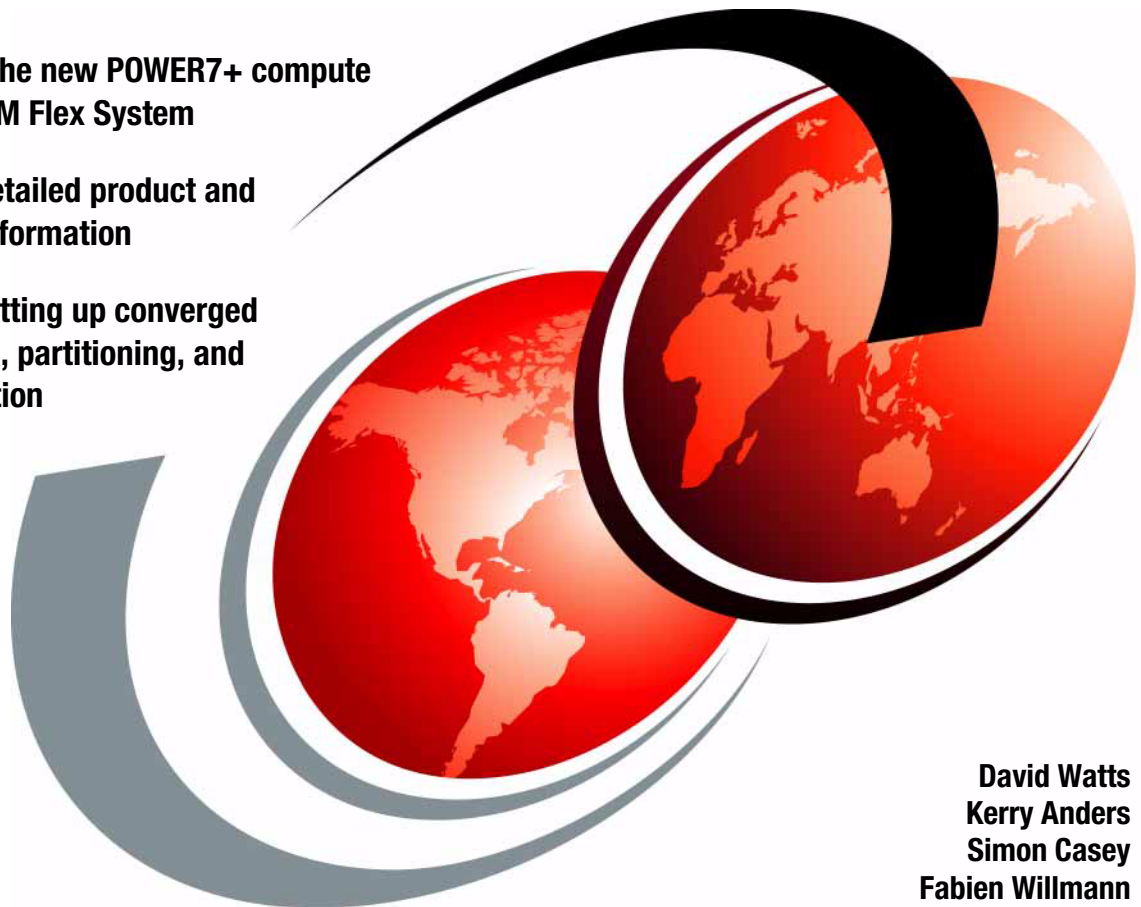 he new POWER7+ compute
M Flex System
etailed product and
formation
tting up converged
, partitioning, and
tion
David Watts
Kerry Anders
Simon Casey
Fabien Willmann